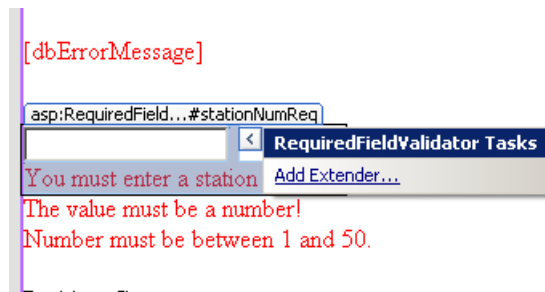 [dbErrorMessage]
asp:RequiredField...#stationNumReq
RequiredFieldValidator Tasks
You must enter a station
Add Extender...
The value must be a number!
Number must be between 1 and 50.